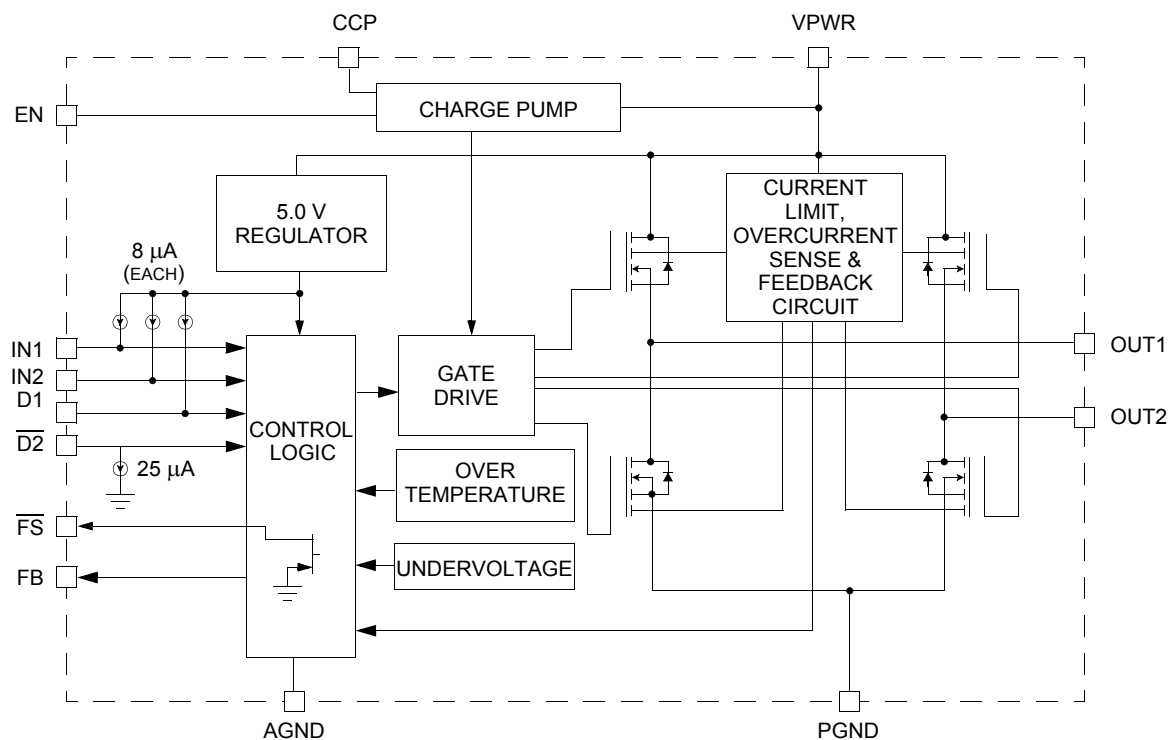 CCP
VPWR
EN
CHARGE PUMP
5.0 V
REGULATOR
CURRENT
LIMIT,
OVERCURRENT
SENSE &
FEEDBACK
CIRCUIT
8 μA
(EACH)
IN1
IN2
D1
D2
25 μA
FS
FB
CONTROL
LOGIC
GATE
DRIVE
OVER
TEMPERATURE
UNDERVOLTAGE
OUT1
OUT2
AGND
PGND